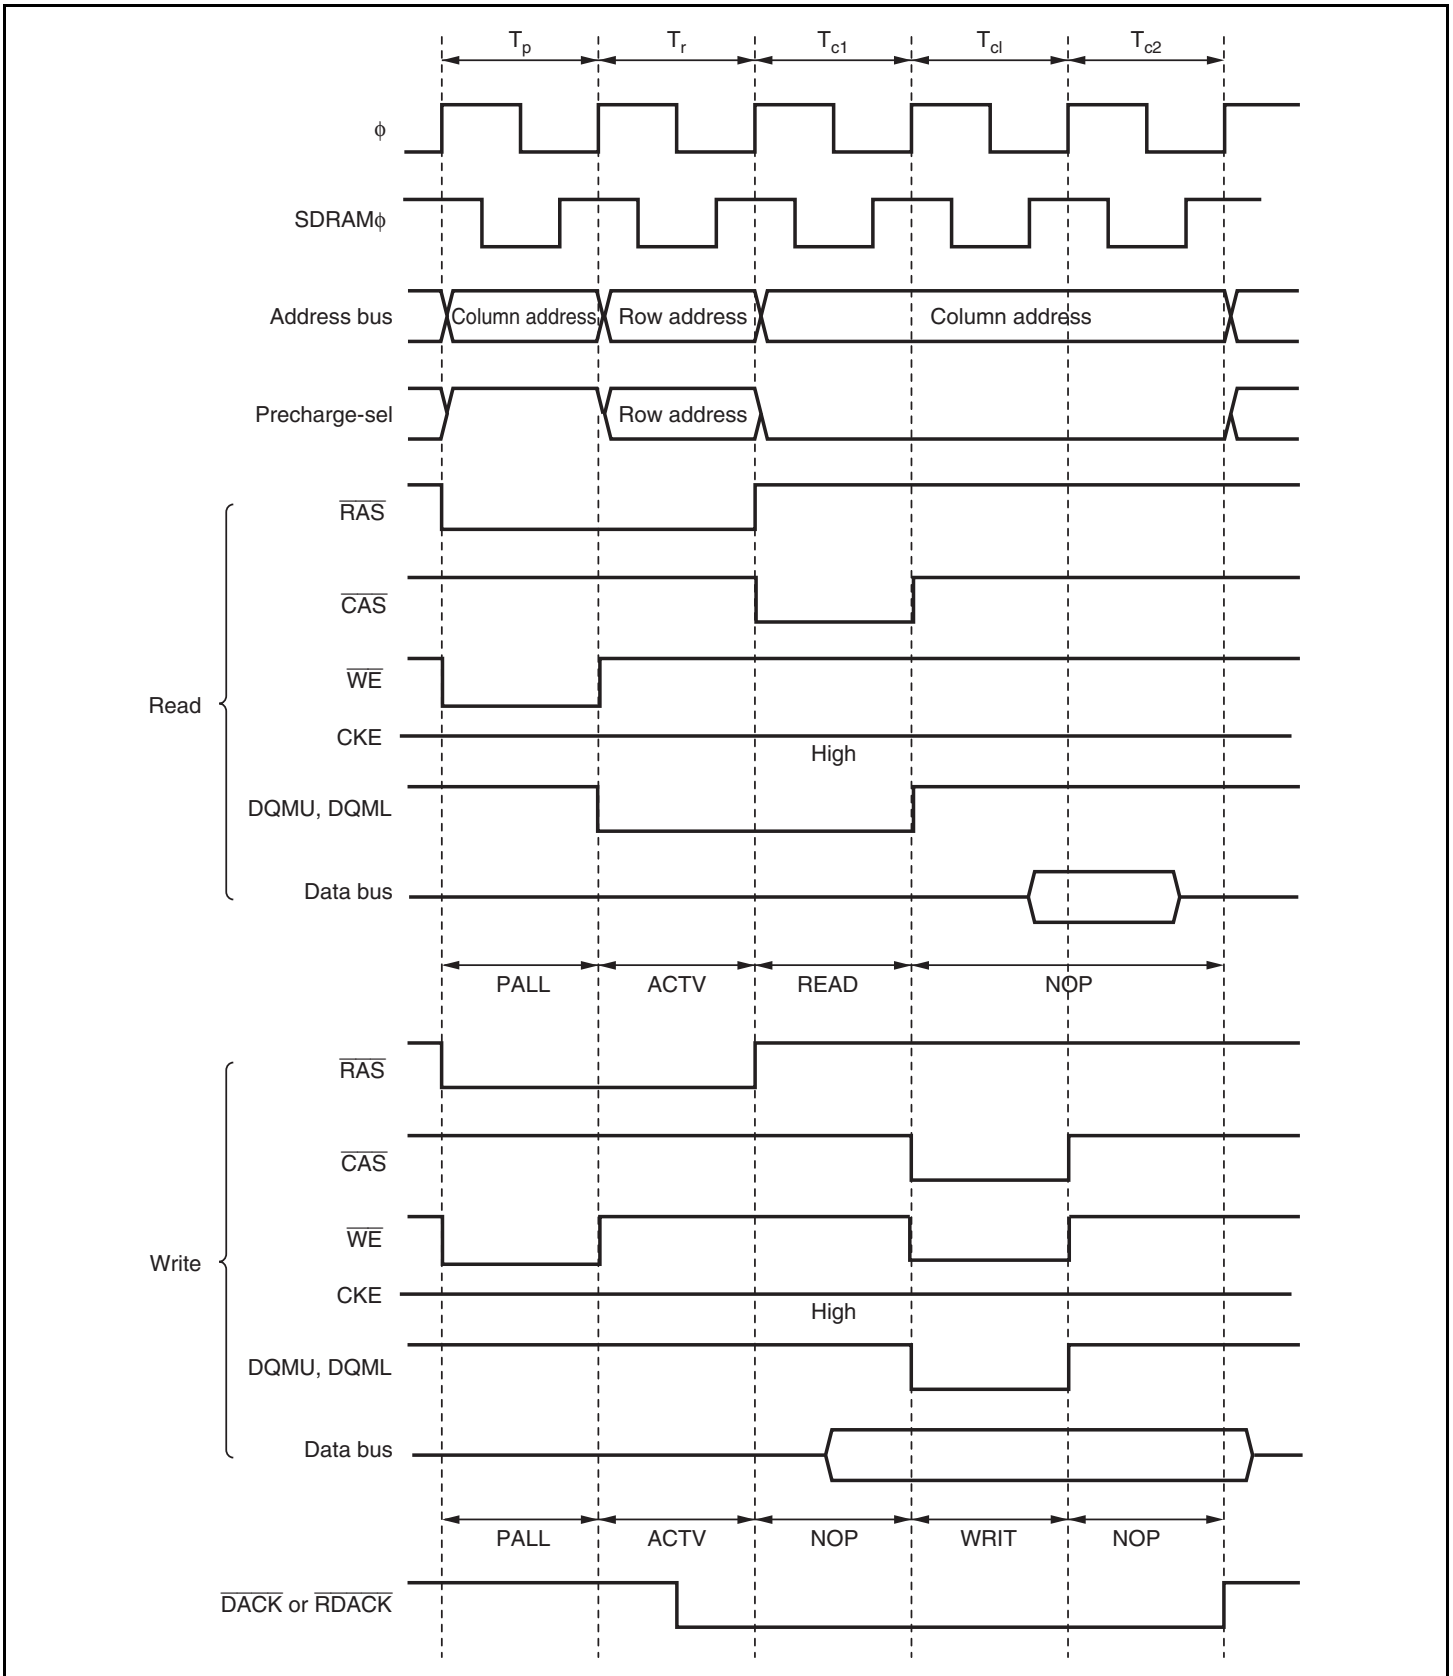 Tp Tr Tc1 Tcl Tc2
ϕ
SDRAMϕ
Address bus Column address Row address Column address
Precharge-sel Row address
RAS
CAS
WE
Read
CKE
High
DQMU, DQML
Data bus
PALL ACTV READ NOP
RAS
CAS
WE
Write
CKE
High
DQMU, DQML
Data bus
PALL ACTV NOP WRIT NOP
DACK or RDACK